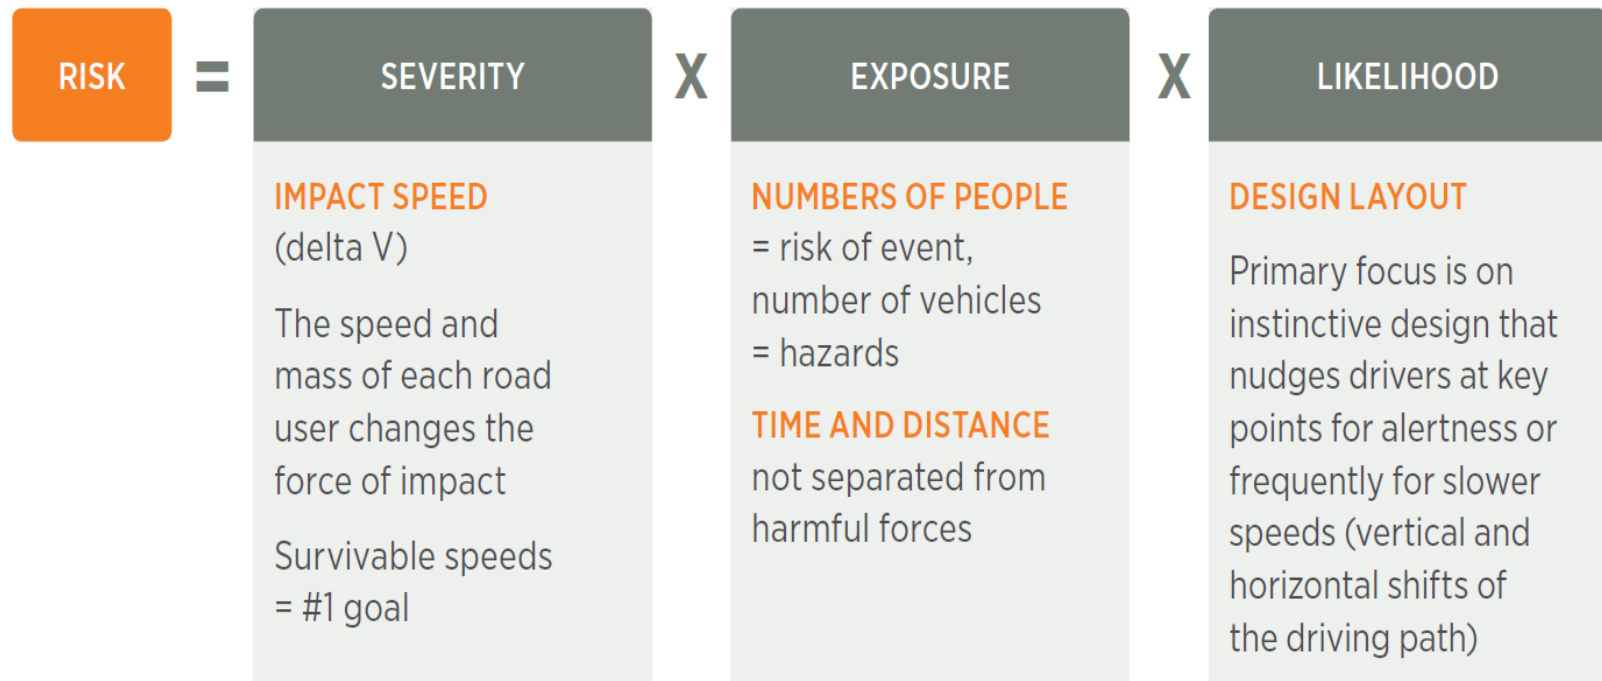 RISK = SEVERITY X EXPOSURE X LIKELIHOOD
IMPACT SPEED
(delta V)
The speed and
mass of each road
user changes the
force of impact
Survivable speeds
= #1 goal
NUMBERS OF PEOPLE
= risk of event,
number of vehicles
= hazards
TIME AND DISTANCE
not separated from
harmful forces
DESIGN LAYOUT
Primary focus is on
instinctive design that
nudges drivers at key
points for alertness or
frequently for slower
speeds (vertical and
horizontal shifts of
the driving path)